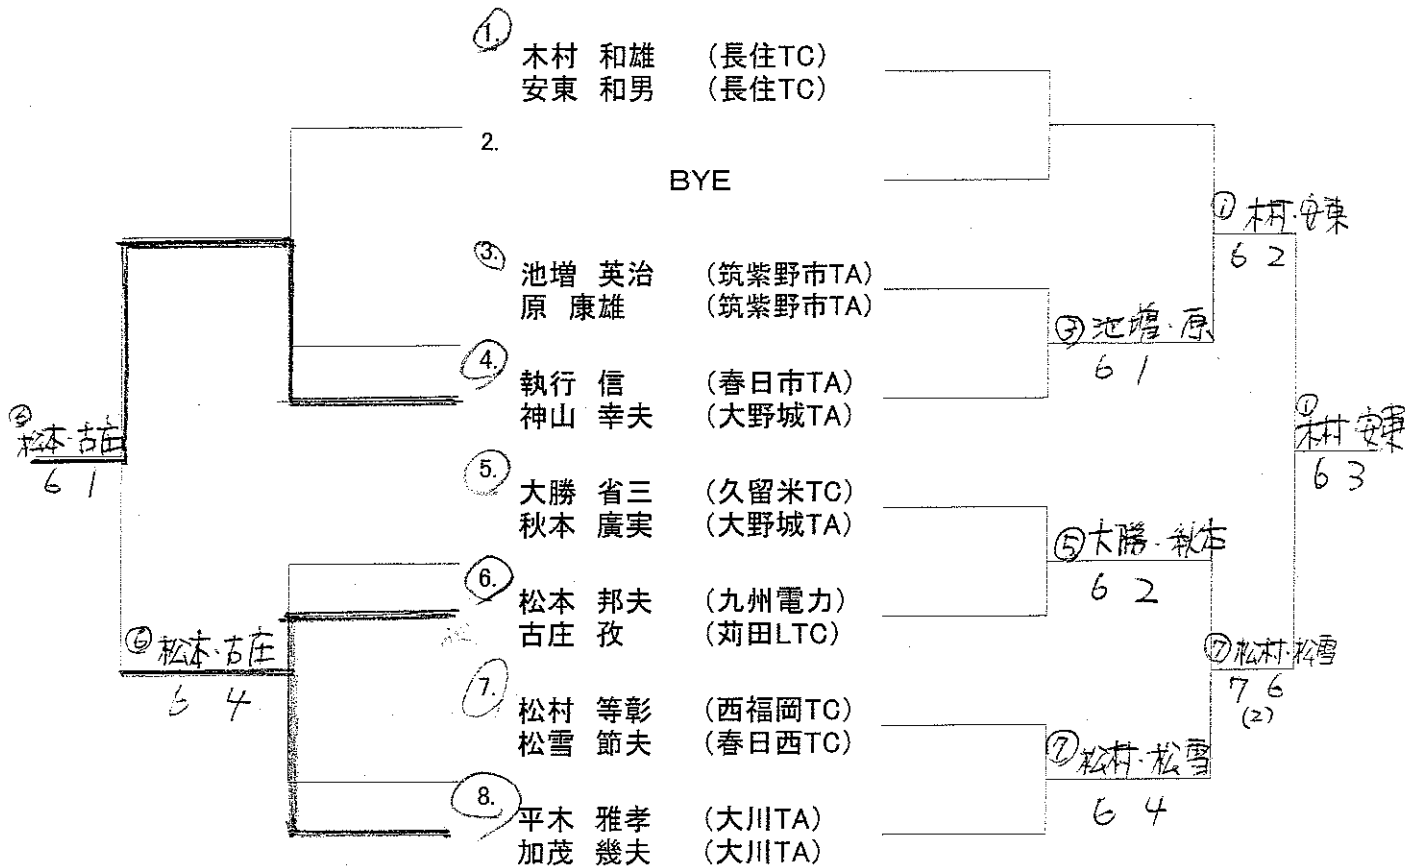 1.
木村 和雄 (長住TC)
安東 和男 (長住TC)
2.
BYE
3.
池増 英治 (筑紫野市TA)
原 康雄 (筑紫野市TA)
4.
執行 信 (春日市TA)
神山 幸夫 (大野城TA)
5.
大勝 省三 (久留米TC)
秋本 廣実 (大野城TA)
6.
松本 邦夫 (九州電力)
古庄 孜 (苅田LTC)
7.
松村 等彰 (西福岡TC)
松雪 節夫 (春日西TC)
8.
平木 雅孝 (大川TA)
加茂 幾夫 (大川TA)
⑥松本・古庄
6 1
⑥松本・古庄
6 4
③池増・原
6 1
⑤大勝・秋本
6 2
⑦松村・松雪
6 4
①木村・安東
6 2
⑦松村・松雪
7 6
(2)
①
木村・安東
6 3